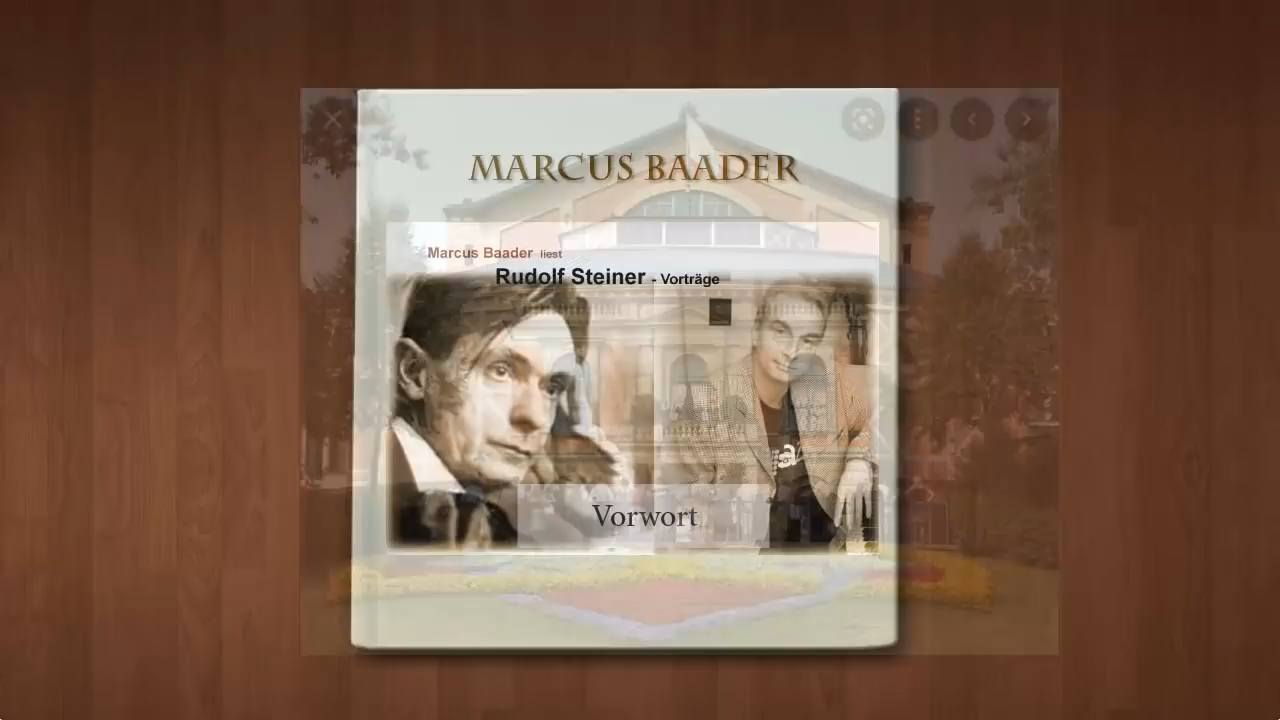 MARCUS BAADER
Marcus Baader liest
Rudolf Steiner - Vorträge
Vorwort